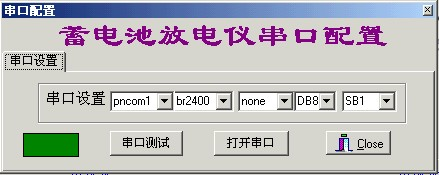 串口配置
蓄电池放电仪串口配置
串口设置
串口设置 pncom1 br2400 none DB8 SB1
串口测试 打开串口 Close